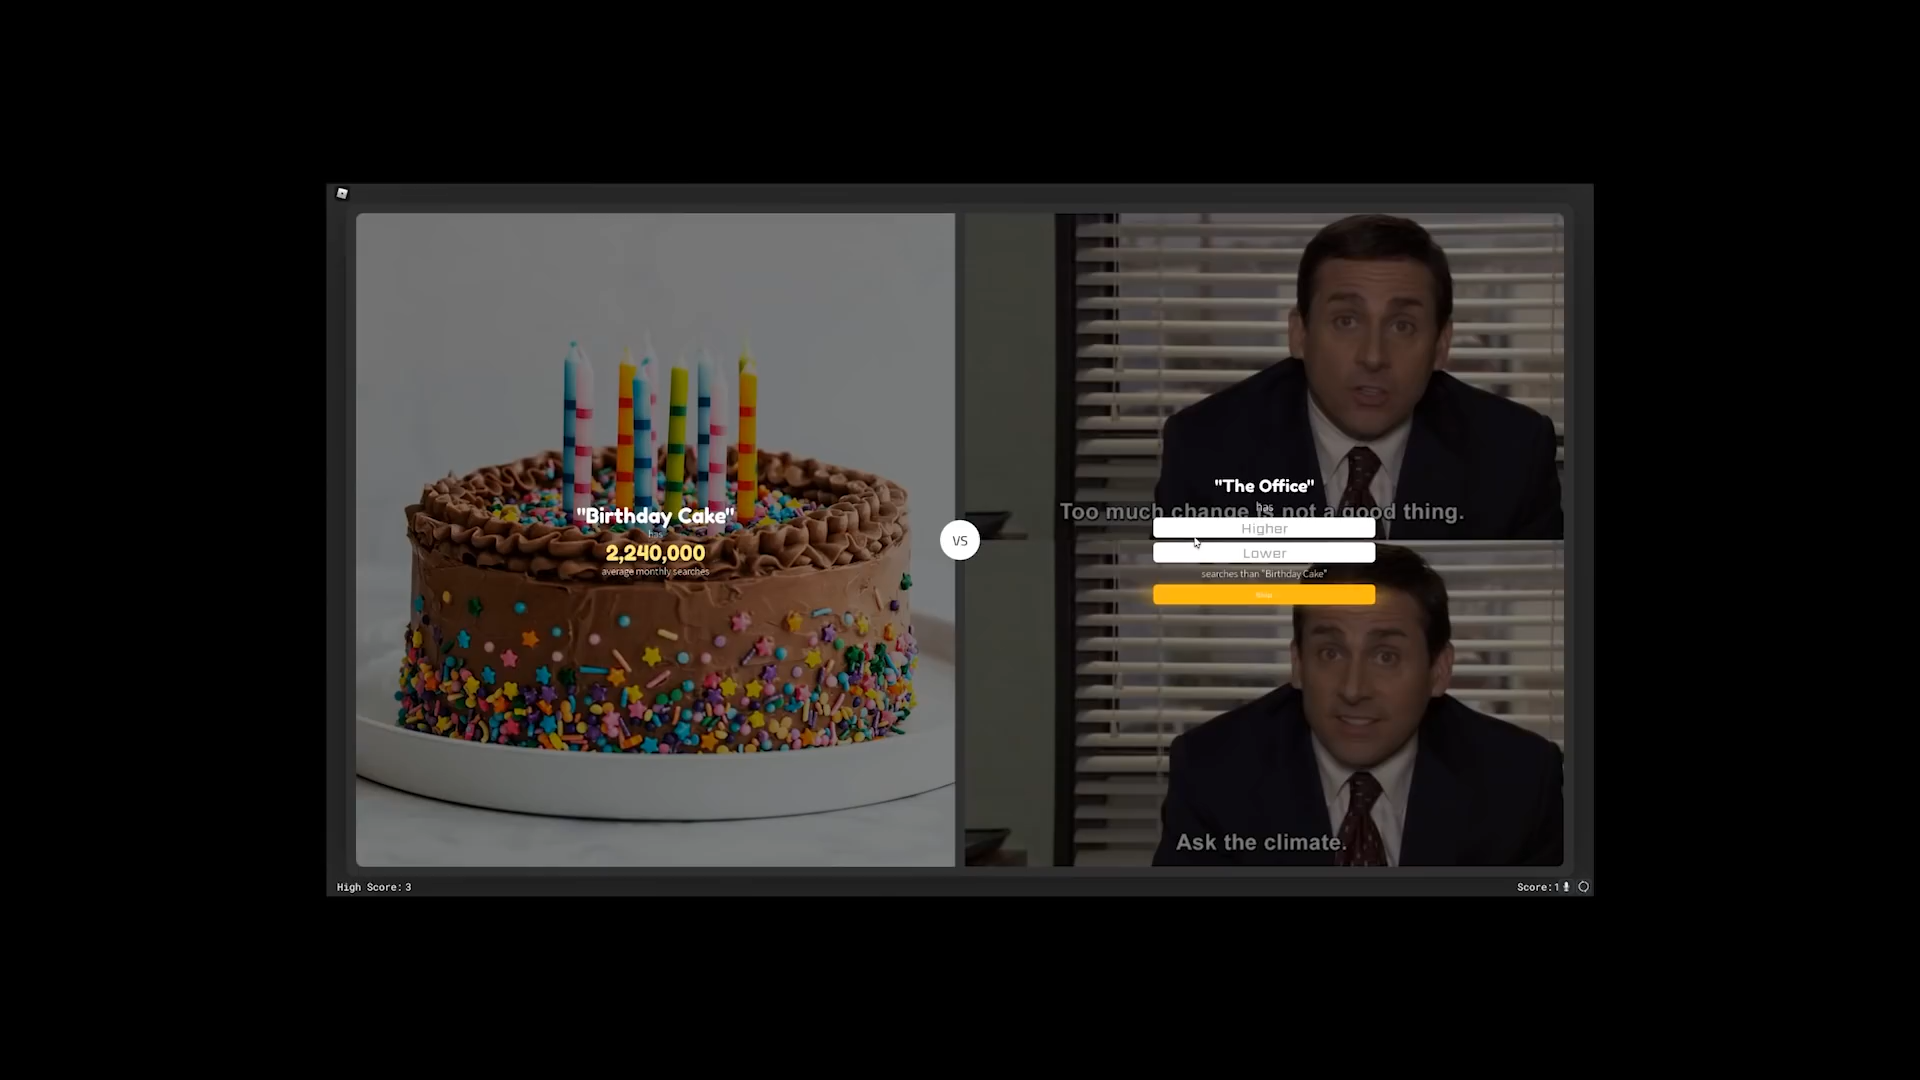 "Birthday Cake"
has
2,240,000
average monthly searches
VS
Too much change is not a good thing.
"The Office"
has
Higher
Lower
searches than "Birthday Cake"
Skip
Ask the climate.
High Score: 3
Score: 1